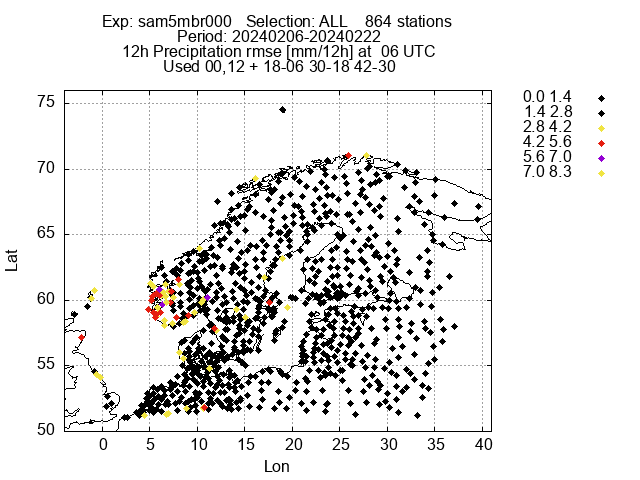 Exp: sam5mbr000 Selection: ALL 864 stations
Period: 20240206-20240222
12h Precipitation rmse [mm/12h] at 06 UTC
Used 00,12 + 18-06 30-18 42-30
0.0 1.4
1.4 2.8
2.8 4.2
4.2 5.6
5.6 7.0
7.0 8.3
75
70
65
60
55
50
Lat
0 5 10 15 20 25 30 35 40
Lon